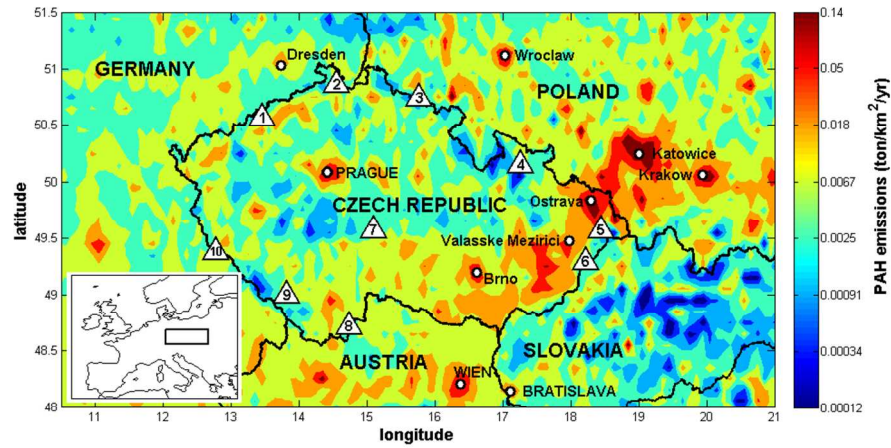 51.5
51
50.5
50
49.5
49
48.5
48
latitude
11
12
13
14
15
16
17
18
19
20
21
longitude
GERMANY
Dresden
Wroclaw
POLAND
1
2
3
4
PRAGUE
CZECH REPUBLIC
Katowice
Krakow
Ostrava
Valasske Mezirici
5
6
7
Brno
10
9
8
AUSTRIA
WIEN
SLOVAKIA
BRATISLAVA
0.14
0.05
0.018
0.0067
0.0025
0.00091
0.00034
0.00012
PAH emissions (ton/km²/yr)